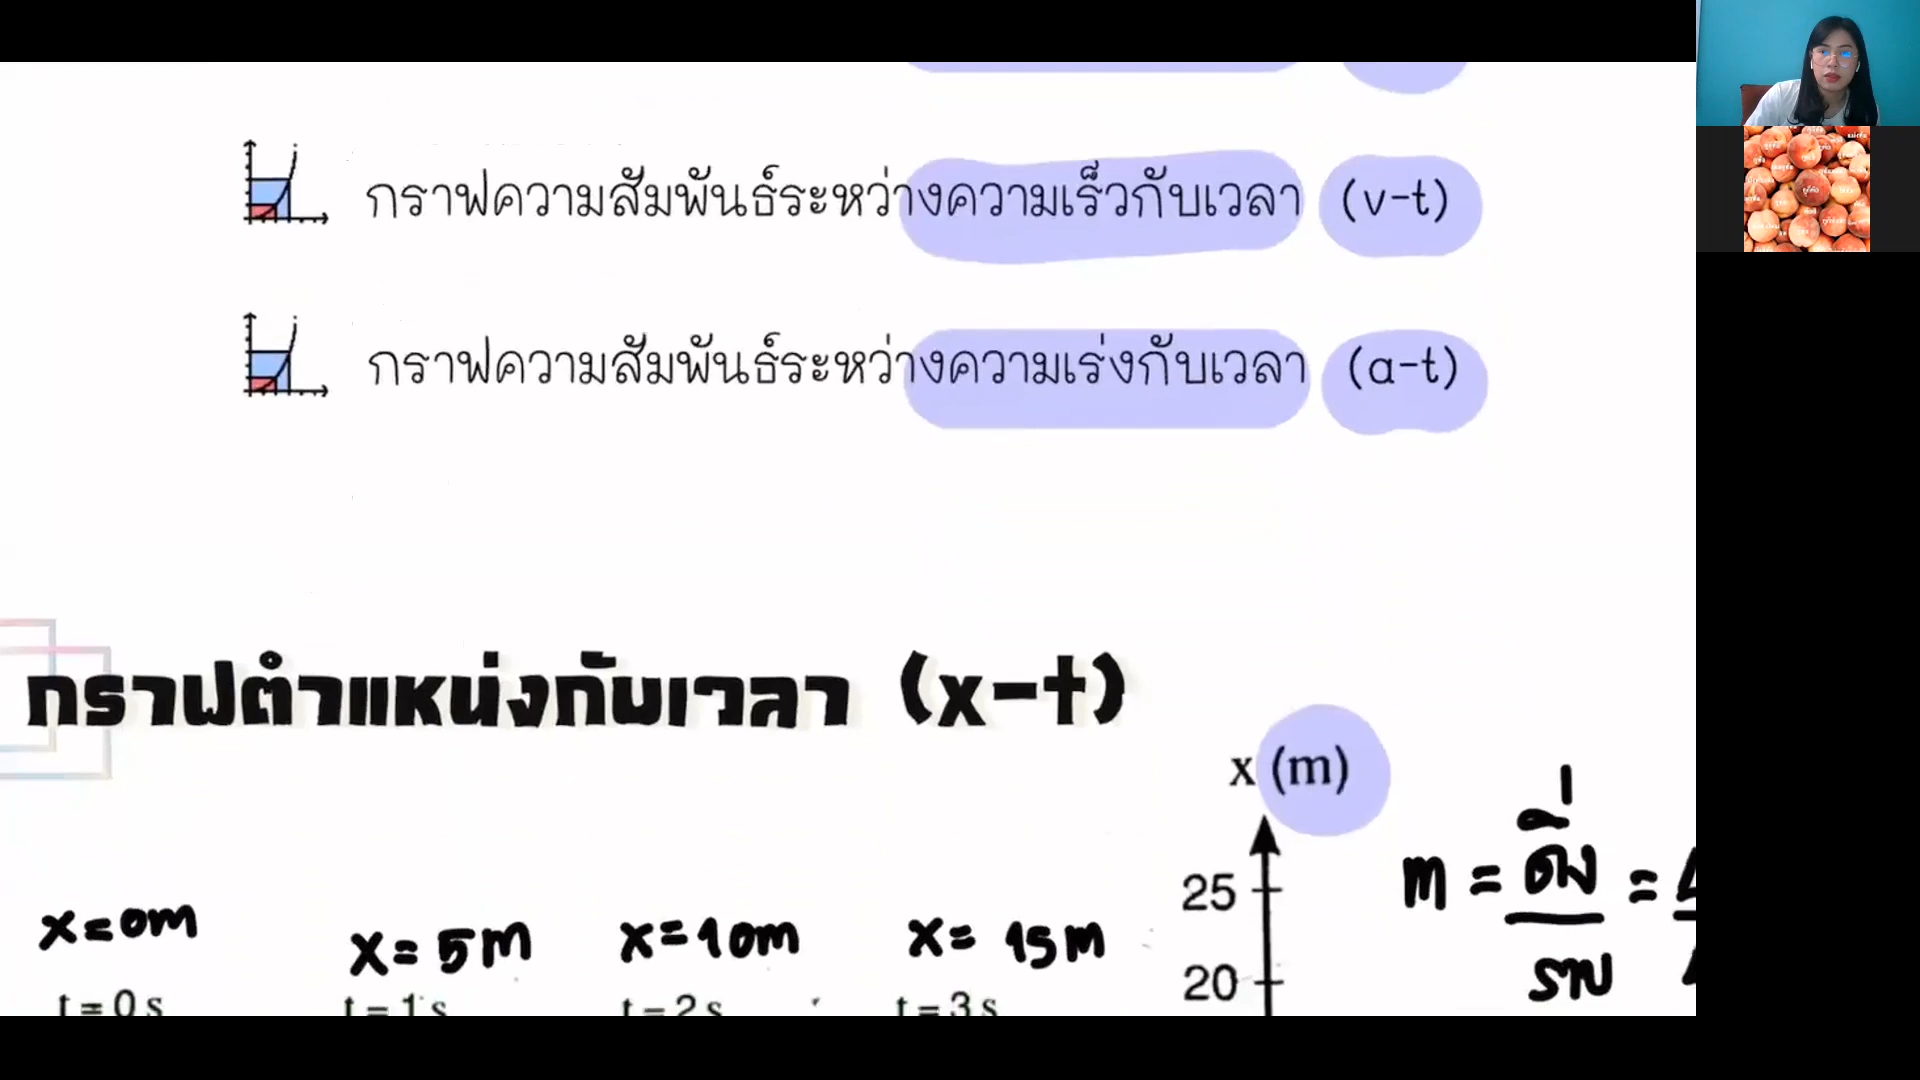 กราฟความสัมพันธ์ระหว่างความเร็วกับเวลา (v-t)
กราฟความสัมพันธ์ระหว่างความเร่งกับเวลา (a-t)
กราฟตำแหน่งกับเวลา (x-t)
x (m)
m = ดิ่ง =
ราบ
25
20
x=0m
x= 5m
x=10m
x= 15m
t = 0 s
t = 1 s
t = 2 s
t = 3 s